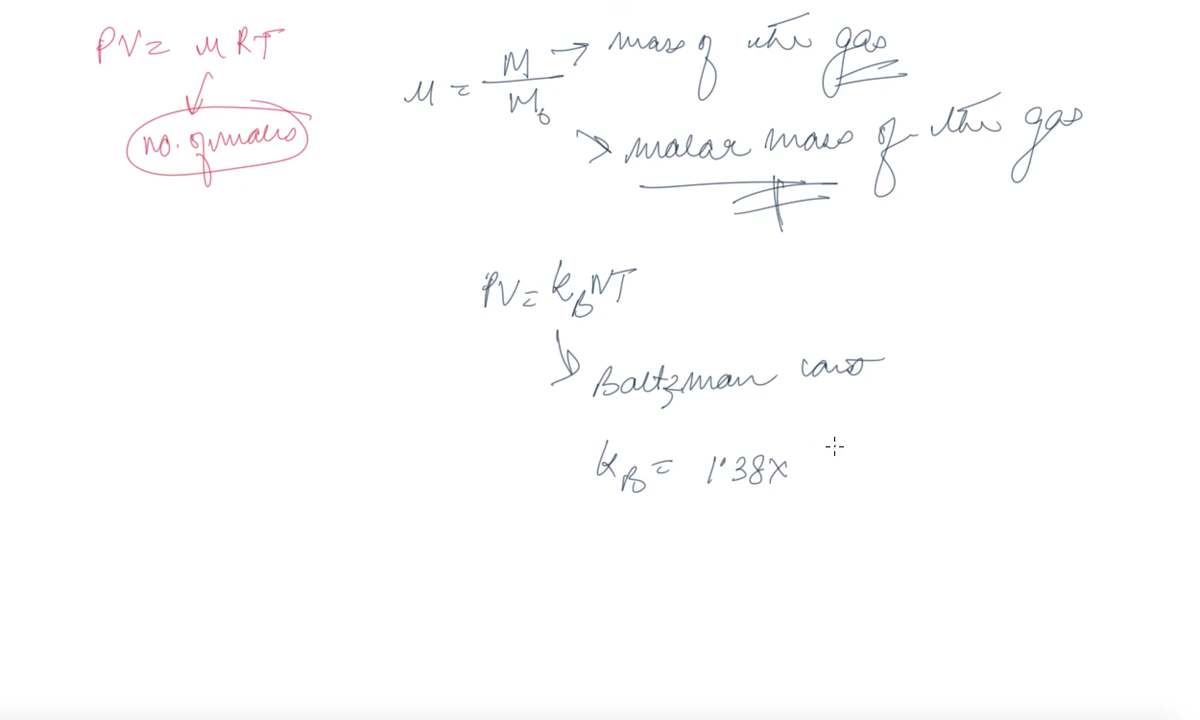 PV = μRT
no. of moles
μ = M / M₀ → mass of the gas
→ molar mass of the gas
PV = k_B NT
Boltzman const
k_B = 1.38×